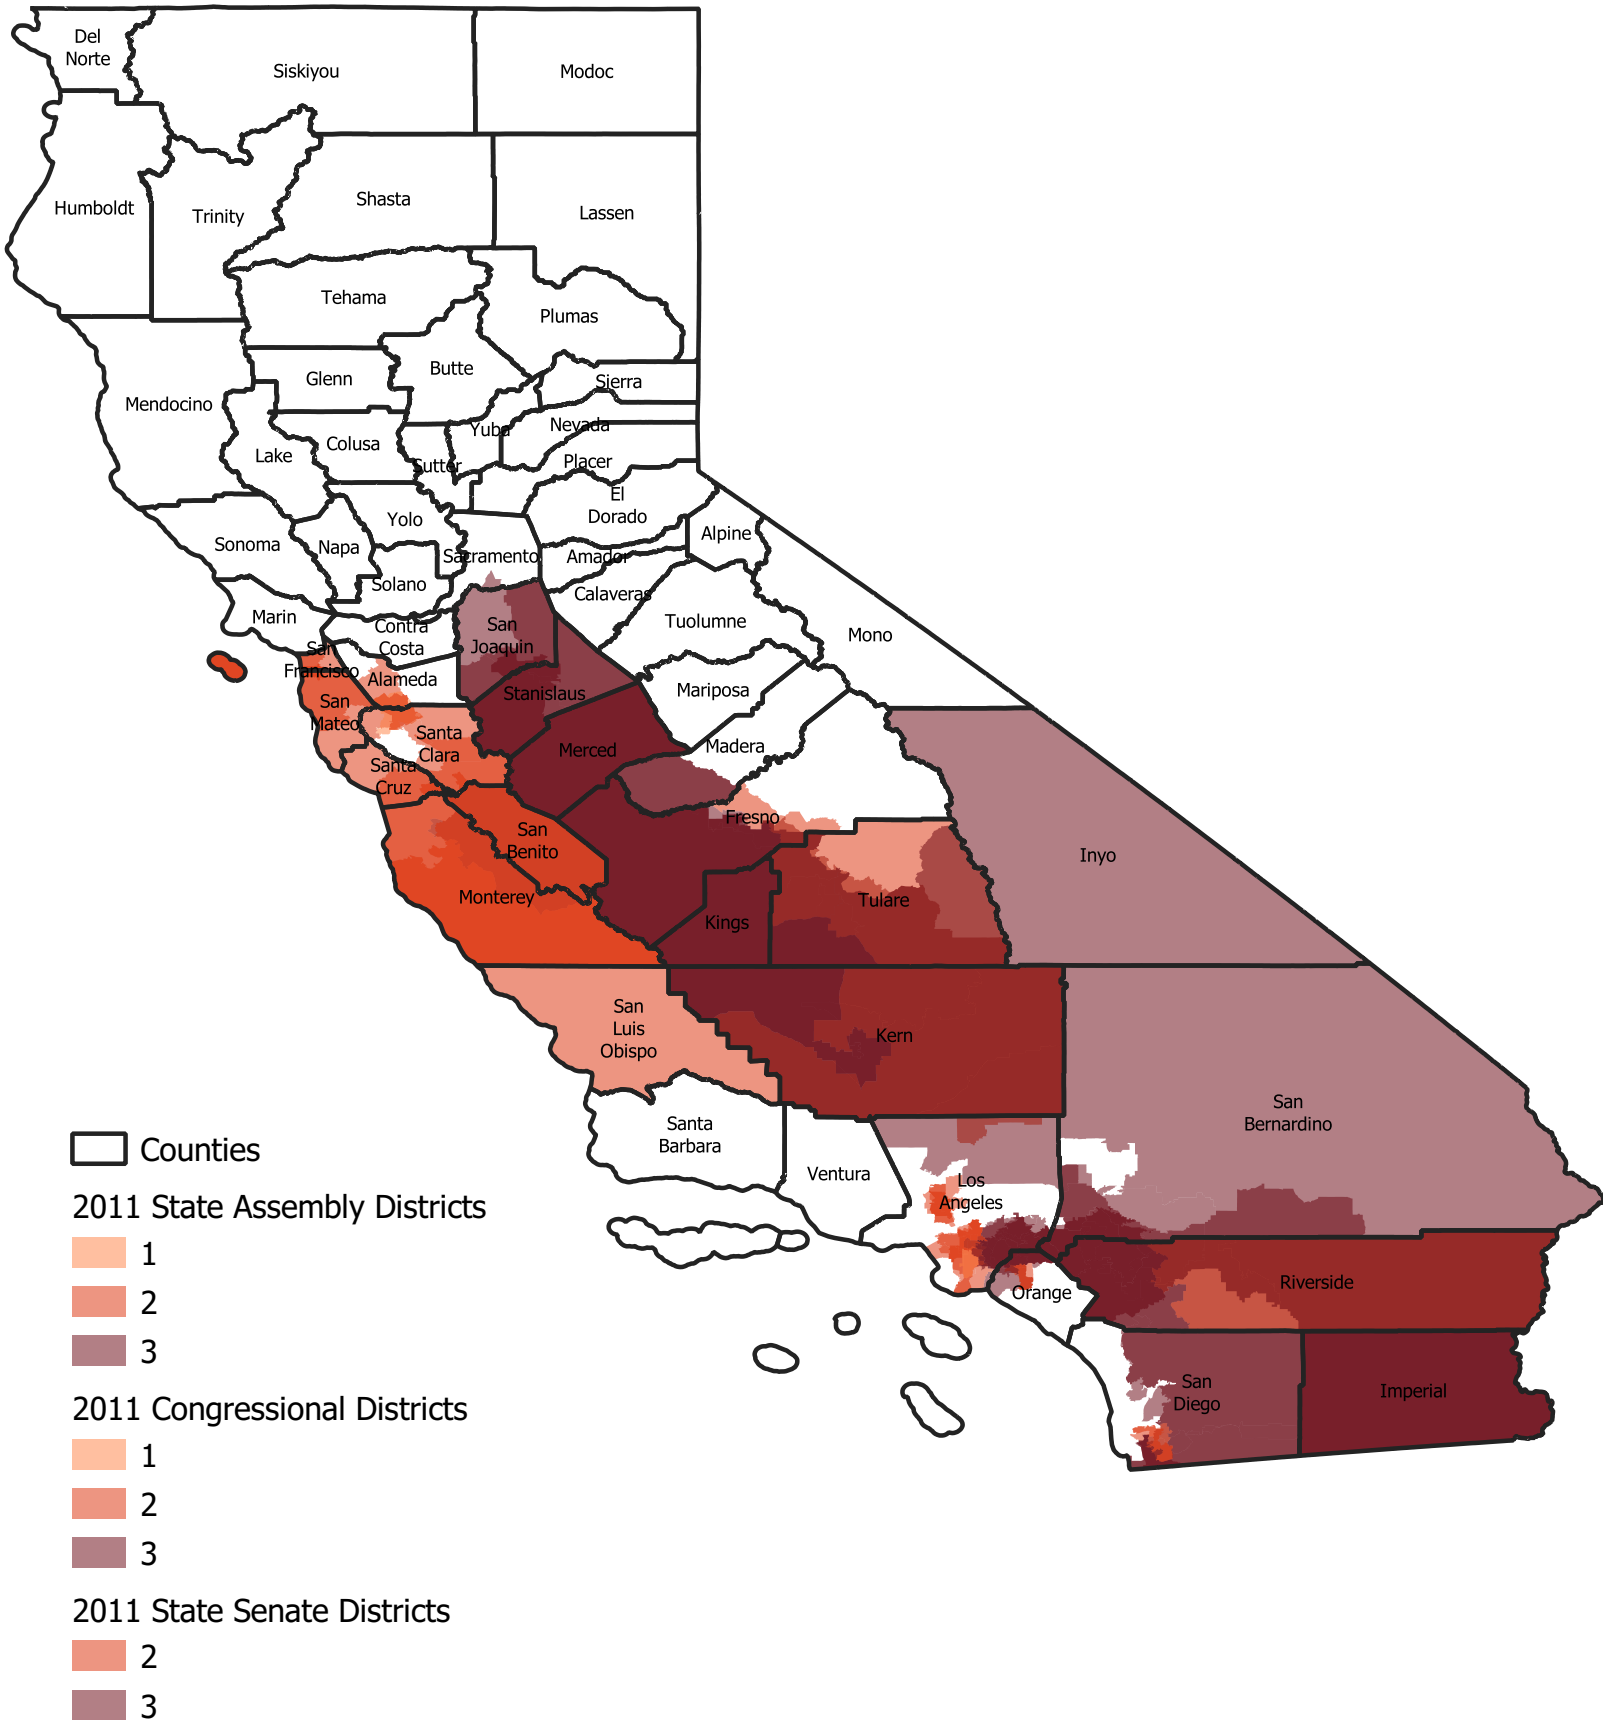 Del
Norte
Siskiyou
Modoc
Humboldt
Trinity
Shasta
Lassen
Tehama
Plumas
Butte
Glenn
Sierra
Mendocino
Colusa
Yuba
Nevada
Lake
Sutter
Placer
El
Dorado
Yolo
Sonoma
Napa
Sacramento
Amador
Alpine
Solano
Calaveras
Marin
Contra
Costa
San
Joaquin
Tuolumne
Mono
San
Francisco
Alameda
Stanislaus
Mariposa
San
Mateo
Santa
Clara
Merced
Madera
Santa
Cruz
Fresno
San
Benito
Inyo
Monterey
Kings
Tulare
San
Luis
Obispo
Kern
San
Bernardino
Santa
Barbara
Ventura
Los
Angeles
Orange
Riverside
San
Diego
Imperial
Counties
2011 State Assembly Districts
1
2
3
2011 Congressional Districts
1
2
3
2011 State Senate Districts
2
3